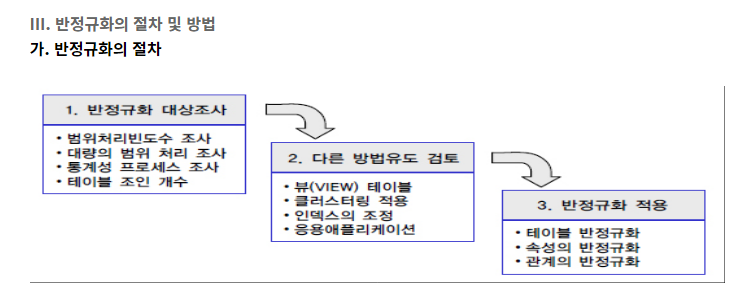 III. 반정규화의 절차 및 방법
가. 반정규화의 절차
1. 반정규화 대상조사
• 범위처리빈도수 조사
• 대량의 범위 처리 조사
• 통계성 프로세스 조사
• 테이블 조인 개수
2. 다른 방법유도 검토
• 뷰(VIEW) 테이블
• 클러스터링 적용
• 인덱스의 조정
• 응용애플리케이션
3. 반정규화 적용
• 테이블 반정규화
• 속성의 반정규화
• 관계의 반정규화